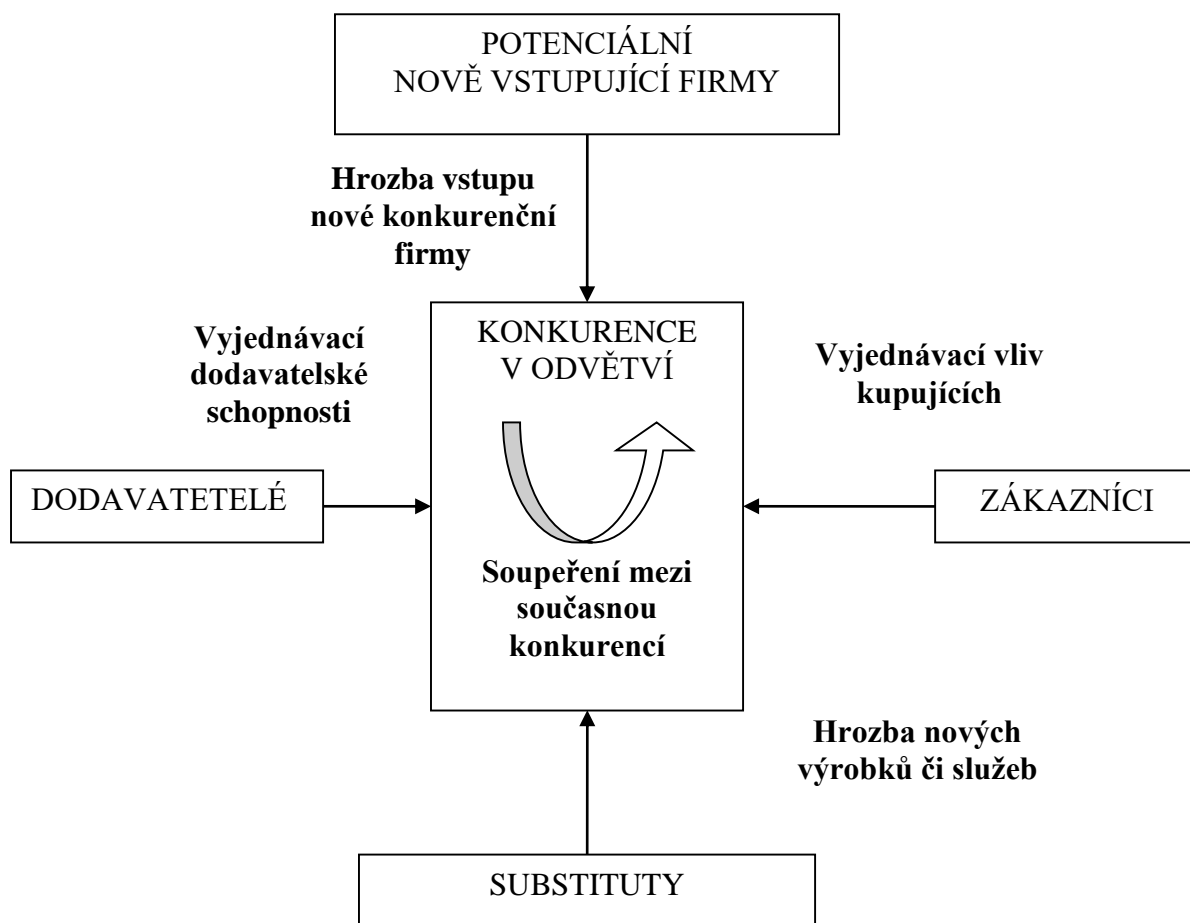 POTENCIÁLNÍ
NOVĚ VSTUPUJÍCÍ FIRMY
Hrozba vstupu
nové konkurenční
firmy
Vyjednávací
dodavatelské
schopnosti
KONKURENCE
V ODVĚTVÍ
Vyjednávací vliv
kupujících
DODAVATETELÉ
ZÁKAZNÍCI
Soupeření mezi
současnou
konkurencí
Hrozba nových
výrobků či služeb
SUBSTITUTY